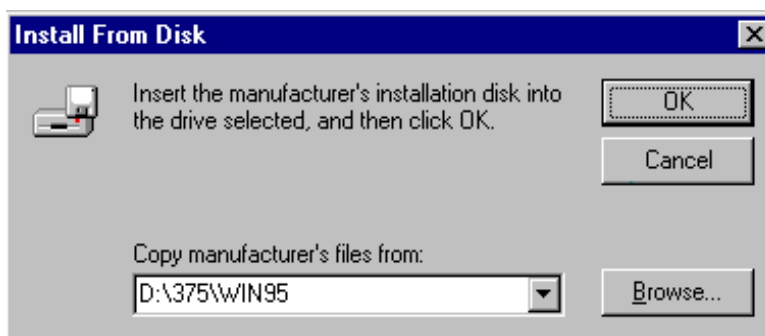 Install From Disk
Insert the manufacturer's installation disk into
the drive selected, and then click OK.
OK
Cancel
Copy manufacturer's files from:
D:\375\WIN95
Browse...